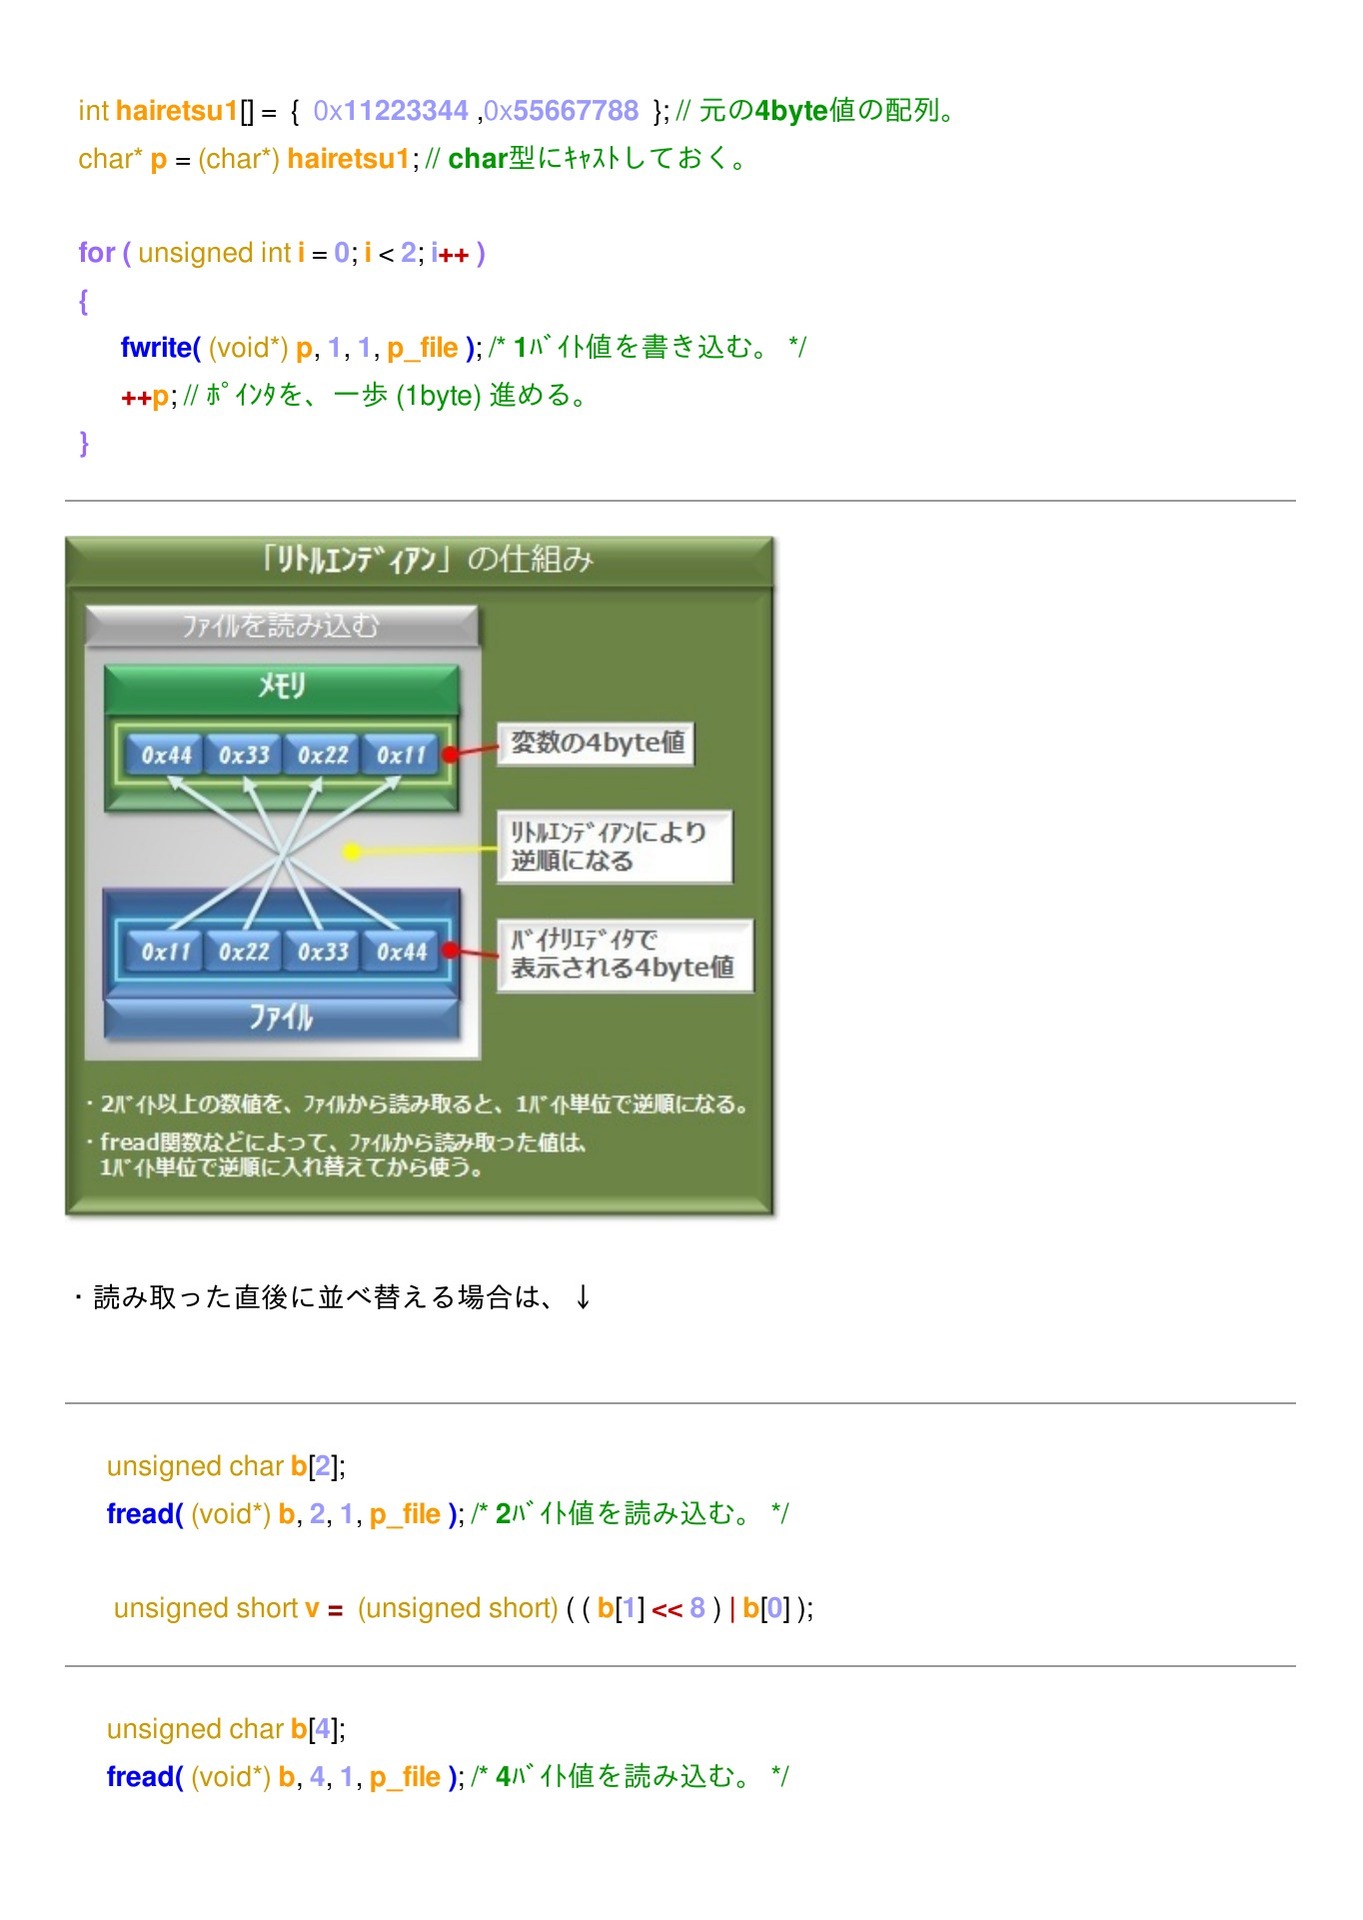 int hairetsu1[] = { 0x11223344 ,0x55667788 }; // 元の4byte値の配列。
char* p = (char*) hairetsu1; // char型にｷｬｽﾄしておく。
for ( unsigned int i = 0; i < 2; i++ )
{
fwrite( (void*) p, 1, 1, p_file ); /* 1ﾊﾞｲﾄ値を書き込む。 */
++p; // ﾎﾟｲﾝﾀを、一歩 (1byte) 進める。
}
「ﾘﾄﾙｴﾝﾃﾞｨｱﾝ」の仕組み
ﾌｧｲﾙを読み込む
ﾒﾓﾘ
0x44 0x33 0x22 0x11
変数の4byte値
ﾘﾄﾙｴﾝﾃﾞｨｱﾝにより
逆順になる
0x11 0x22 0x33 0x44
ﾊﾞｲﾅﾘｴﾃﾞｨﾀで
表示される4byte値
ﾌｧｲﾙ
・2ﾊﾞｲﾄ以上の数値を、ﾌｧｲﾙから読み取ると、1ﾊﾞｲﾄ単位で逆順になる。
・fread関数などによって、ﾌｧｲﾙから読み取った値は、
1ﾊﾞｲﾄ単位で逆順に入れ替えてから使う。
・読み取った直後に並べ替える場合は、↓
unsigned char b[2];
fread( (void*) b, 2, 1, p_file ); /* 2ﾊﾞｲﾄ値を読み込む。 */
unsigned short v = (unsigned short) ( ( b[1] << 8 ) | b[0] );
unsigned char b[4];
fread( (void*) b, 4, 1, p_file ); /* 4ﾊﾞｲﾄ値を読み込む。 */